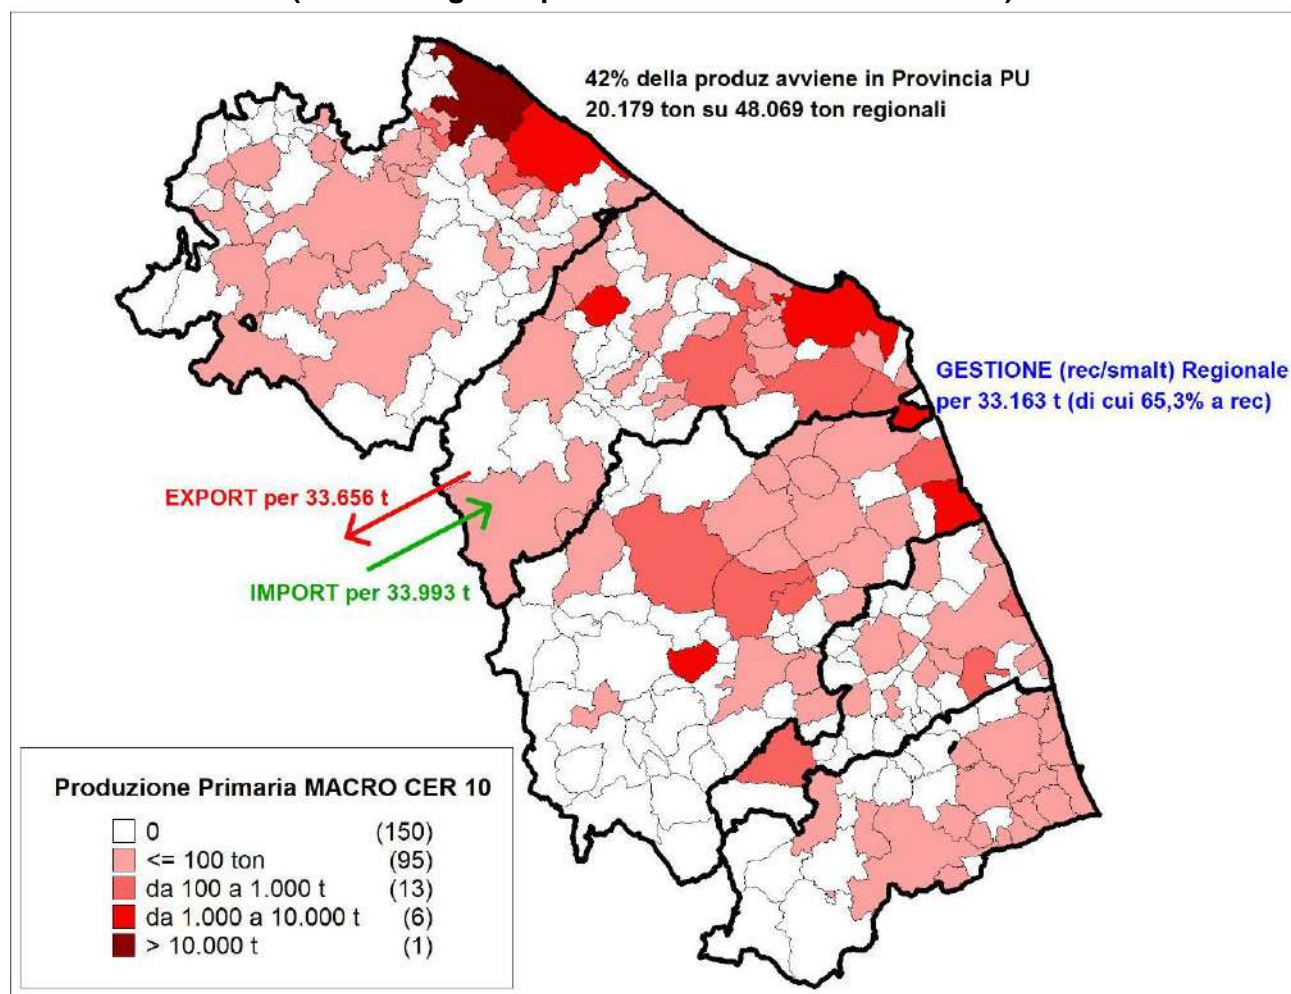 42% della produz avviene in Provincia PU
20.179 ton su 48.069 ton regionali
GESTIONE (rec/smalt) Regionale
per 33.163 t (di cui 65,3% a rec)
EXPORT per 33.656 t
IMPORT per 33.993 t
Produzione Primaria MACRO CER 10
0 (150)
<= 100 ton (95)
da 100 a 1.000 t (13)
da 1.000 a 10.000 t (6)
> 10.000 t (1)